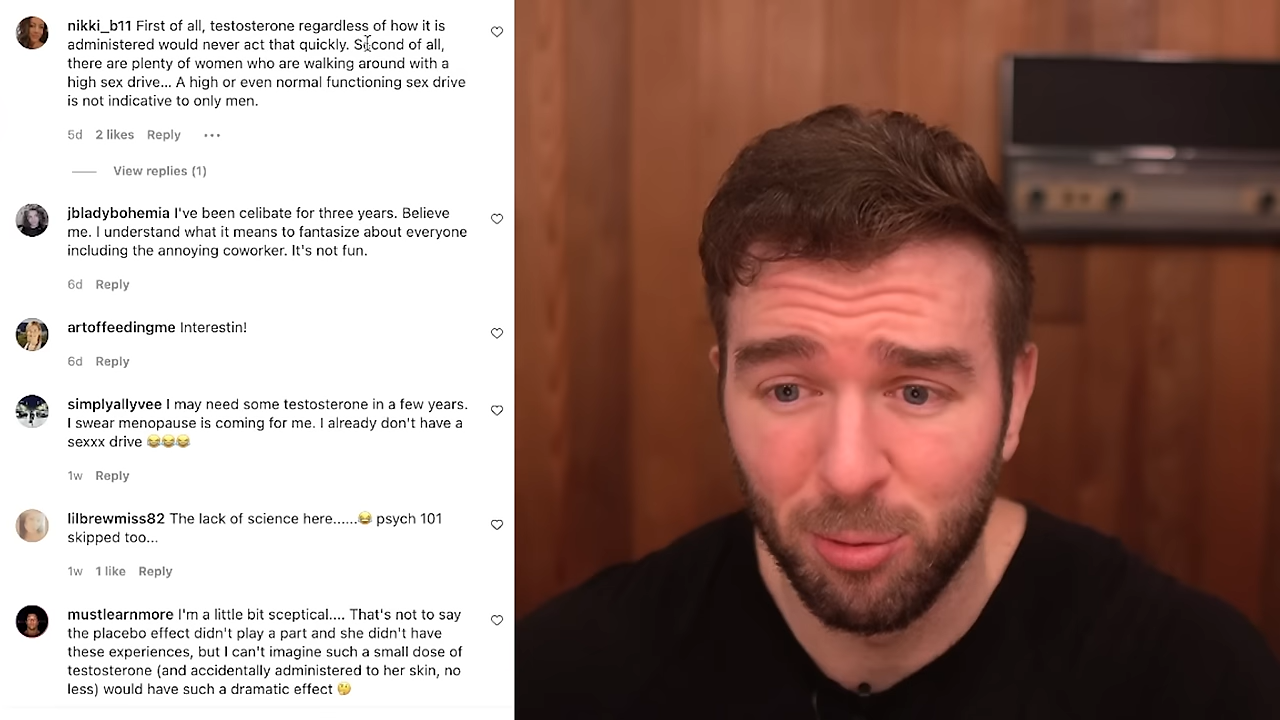 nikki_b11 First of all, testosterone regardless of how it is
administered would never act that quickly. Second of all,
there are plenty of women who are walking around with a
high sex drive... A high or even normal functioning sex drive
is not indicative to only men.
5d 2 likes Reply ...
View replies (1)
jbladybohemia I've been celibate for three years. Believe
me. I understand what it means to fantasize about everyone
including the annoying coworker. It's not fun.
6d Reply
artoffeedingme Interestin!
6d Reply
simplyallyvee I may need some testosterone in a few years.
I swear menopause is coming for me. I already don't have a
sexxx drive 😂😂😂
1w Reply
lilbrewmiss82 The lack of science here......😂 psych 101
skipped too...
1w 1 like Reply
mustlearnmore I'm a little bit sceptical.... That's not to say
the placebo effect didn't play a part and she didn't have
these experiences, but I can't imagine such a small dose of
testosterone (and accidentally administered to her skin, no
less) would have such a dramatic effect 🤔